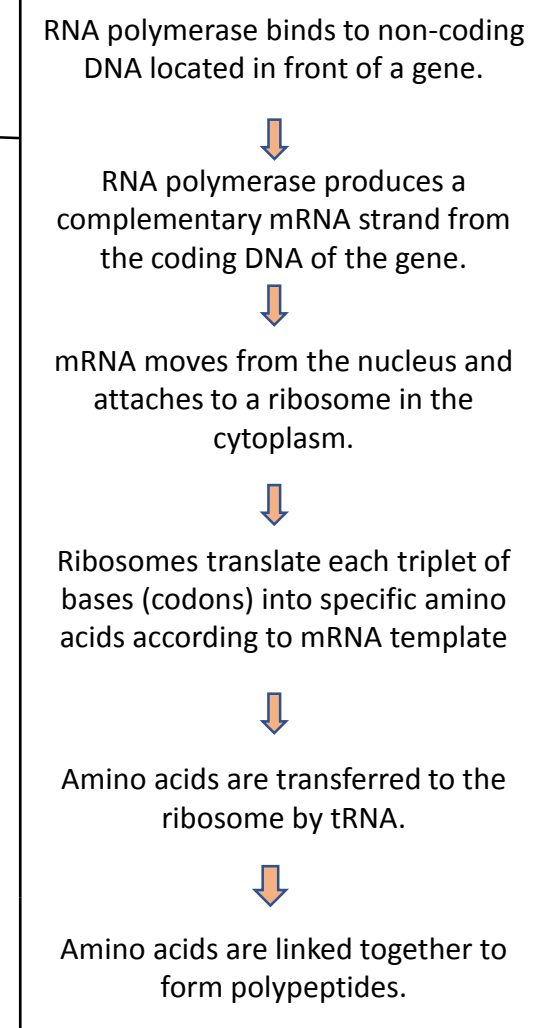 RNA polymerase binds to non-coding
DNA located in front of a gene.
RNA polymerase produces a
complementary mRNA strand from
the coding DNA of the gene.
mRNA moves from the nucleus and
attaches to a ribosome in the
cytoplasm.
Ribosomes translate each triplet of
bases (codons) into specific amino
acids according to mRNA template
Amino acids are transferred to the
ribosome by tRNA.
Amino acids are linked together to
form polypeptides.